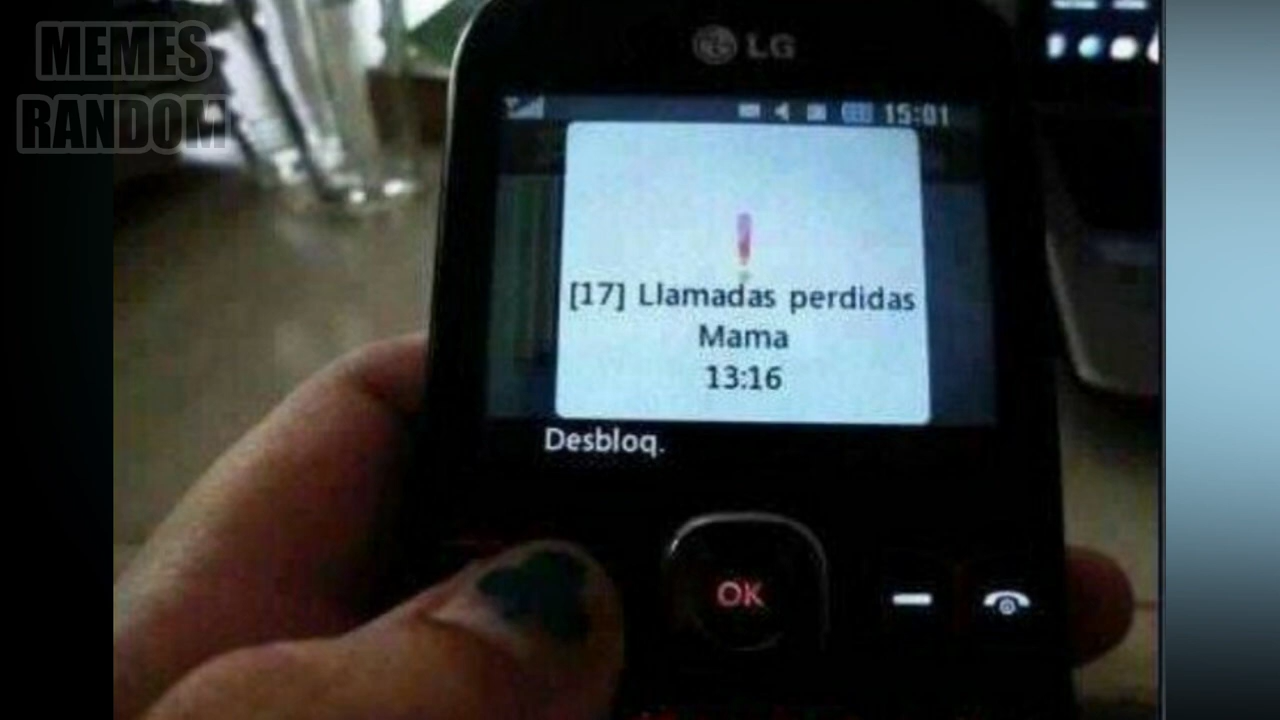 MEMES
RANDOM
LG
15:01
[17] Llamadas perdidas
Mama
13:16
Desbloq.
OK